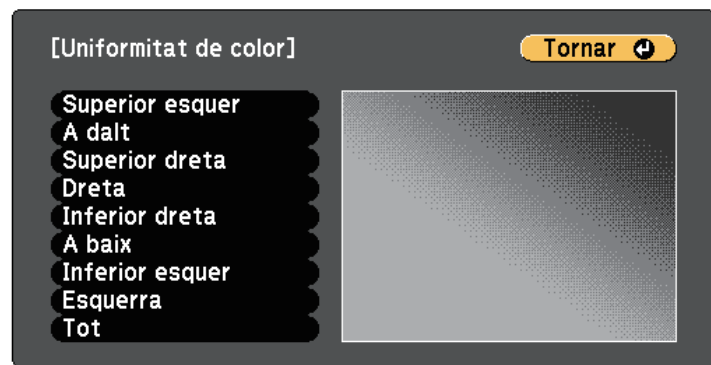 [Uniformitat de color]
Tornar
Superior esquer
A dalt
Superior dreta
Dreta
Inferior dreta
A baix
Inferior esquer
Esquerra
Tot